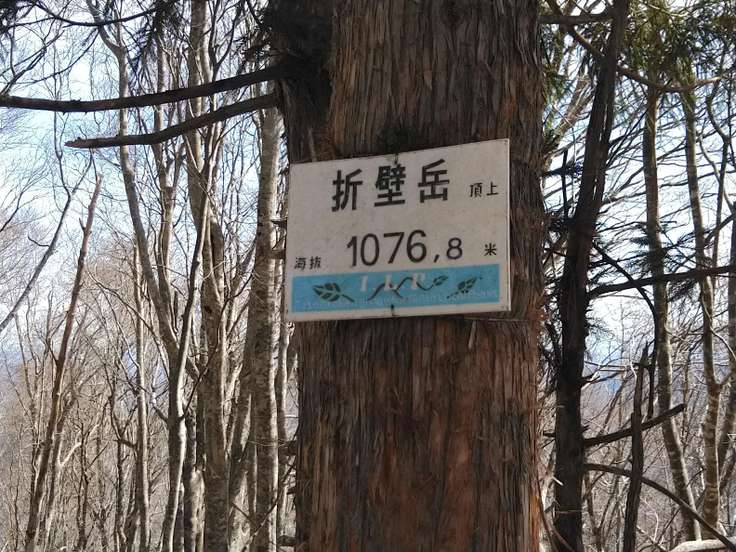 折壁岳 頂上
海抜 1076,8 米